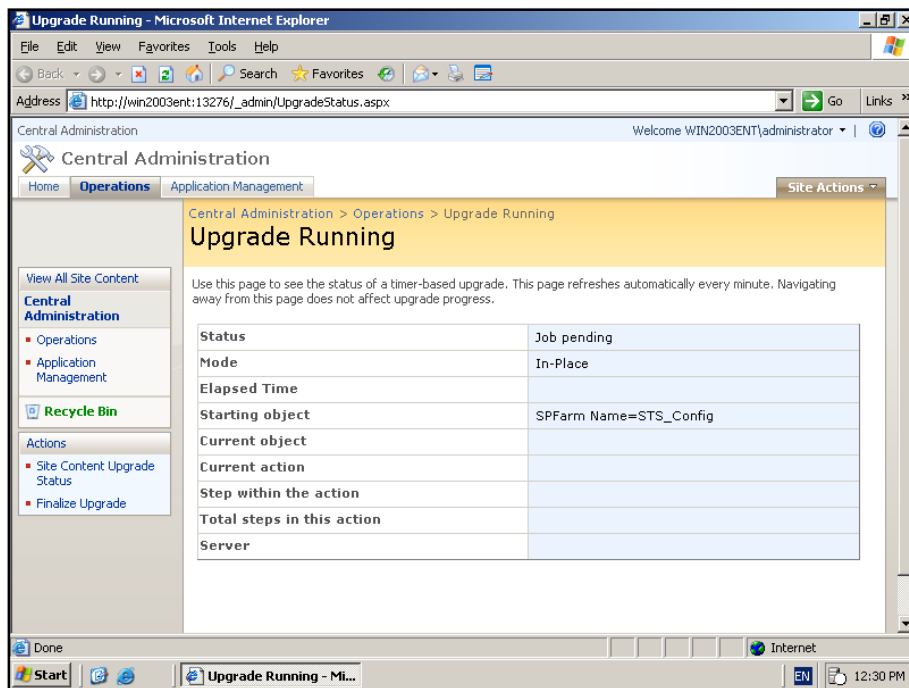 Upgrade Running - Microsoft Internet Explorer
File Edit View Favorites Tools Help
Back Search Favorites
Address http://win2003ent:13276/_admin/UpgradeStatus.aspx Go Links »
Central Administration Welcome WIN2003ENT\administrator
Central Administration
Home Operations Application Management Site Actions
Central Administration > Operations > Upgrade Running
Upgrade Running
View All Site Content
Central
Administration
Operations
Application
Management
Recycle Bin
Actions
Site Content Upgrade
Status
Finalize Upgrade
Use this page to see the status of a timer-based upgrade. This page refreshes automatically every minute. Navigating
away from this page does not affect upgrade progress.
Status Job pending
Mode In-Place
Elapsed Time
Starting object SPFarm Name=STS_Config
Current object
Current action
Step within the action
Total steps in this action
Server
Done Internet
Start Upgrade Running - Mi... EN 12:30 PM